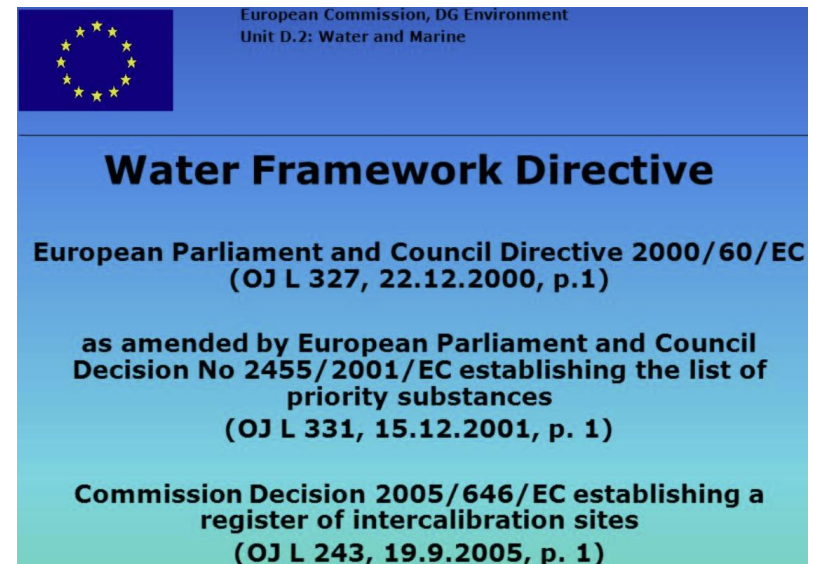 European Commission, DG Environment
Unit D.2: Water and Marine
Water Framework Directive
European Parliament and Council Directive 2000/60/EC
(OJ L 327, 22.12.2000, p.1)
as amended by European Parliament and Council
Decision No 2455/2001/EC establishing the list of
priority substances
(OJ L 331, 15.12.2001, p. 1)
Commission Decision 2005/646/EC establishing a
register of intercalibration sites
(OJ L 243, 19.9.2005, p. 1)